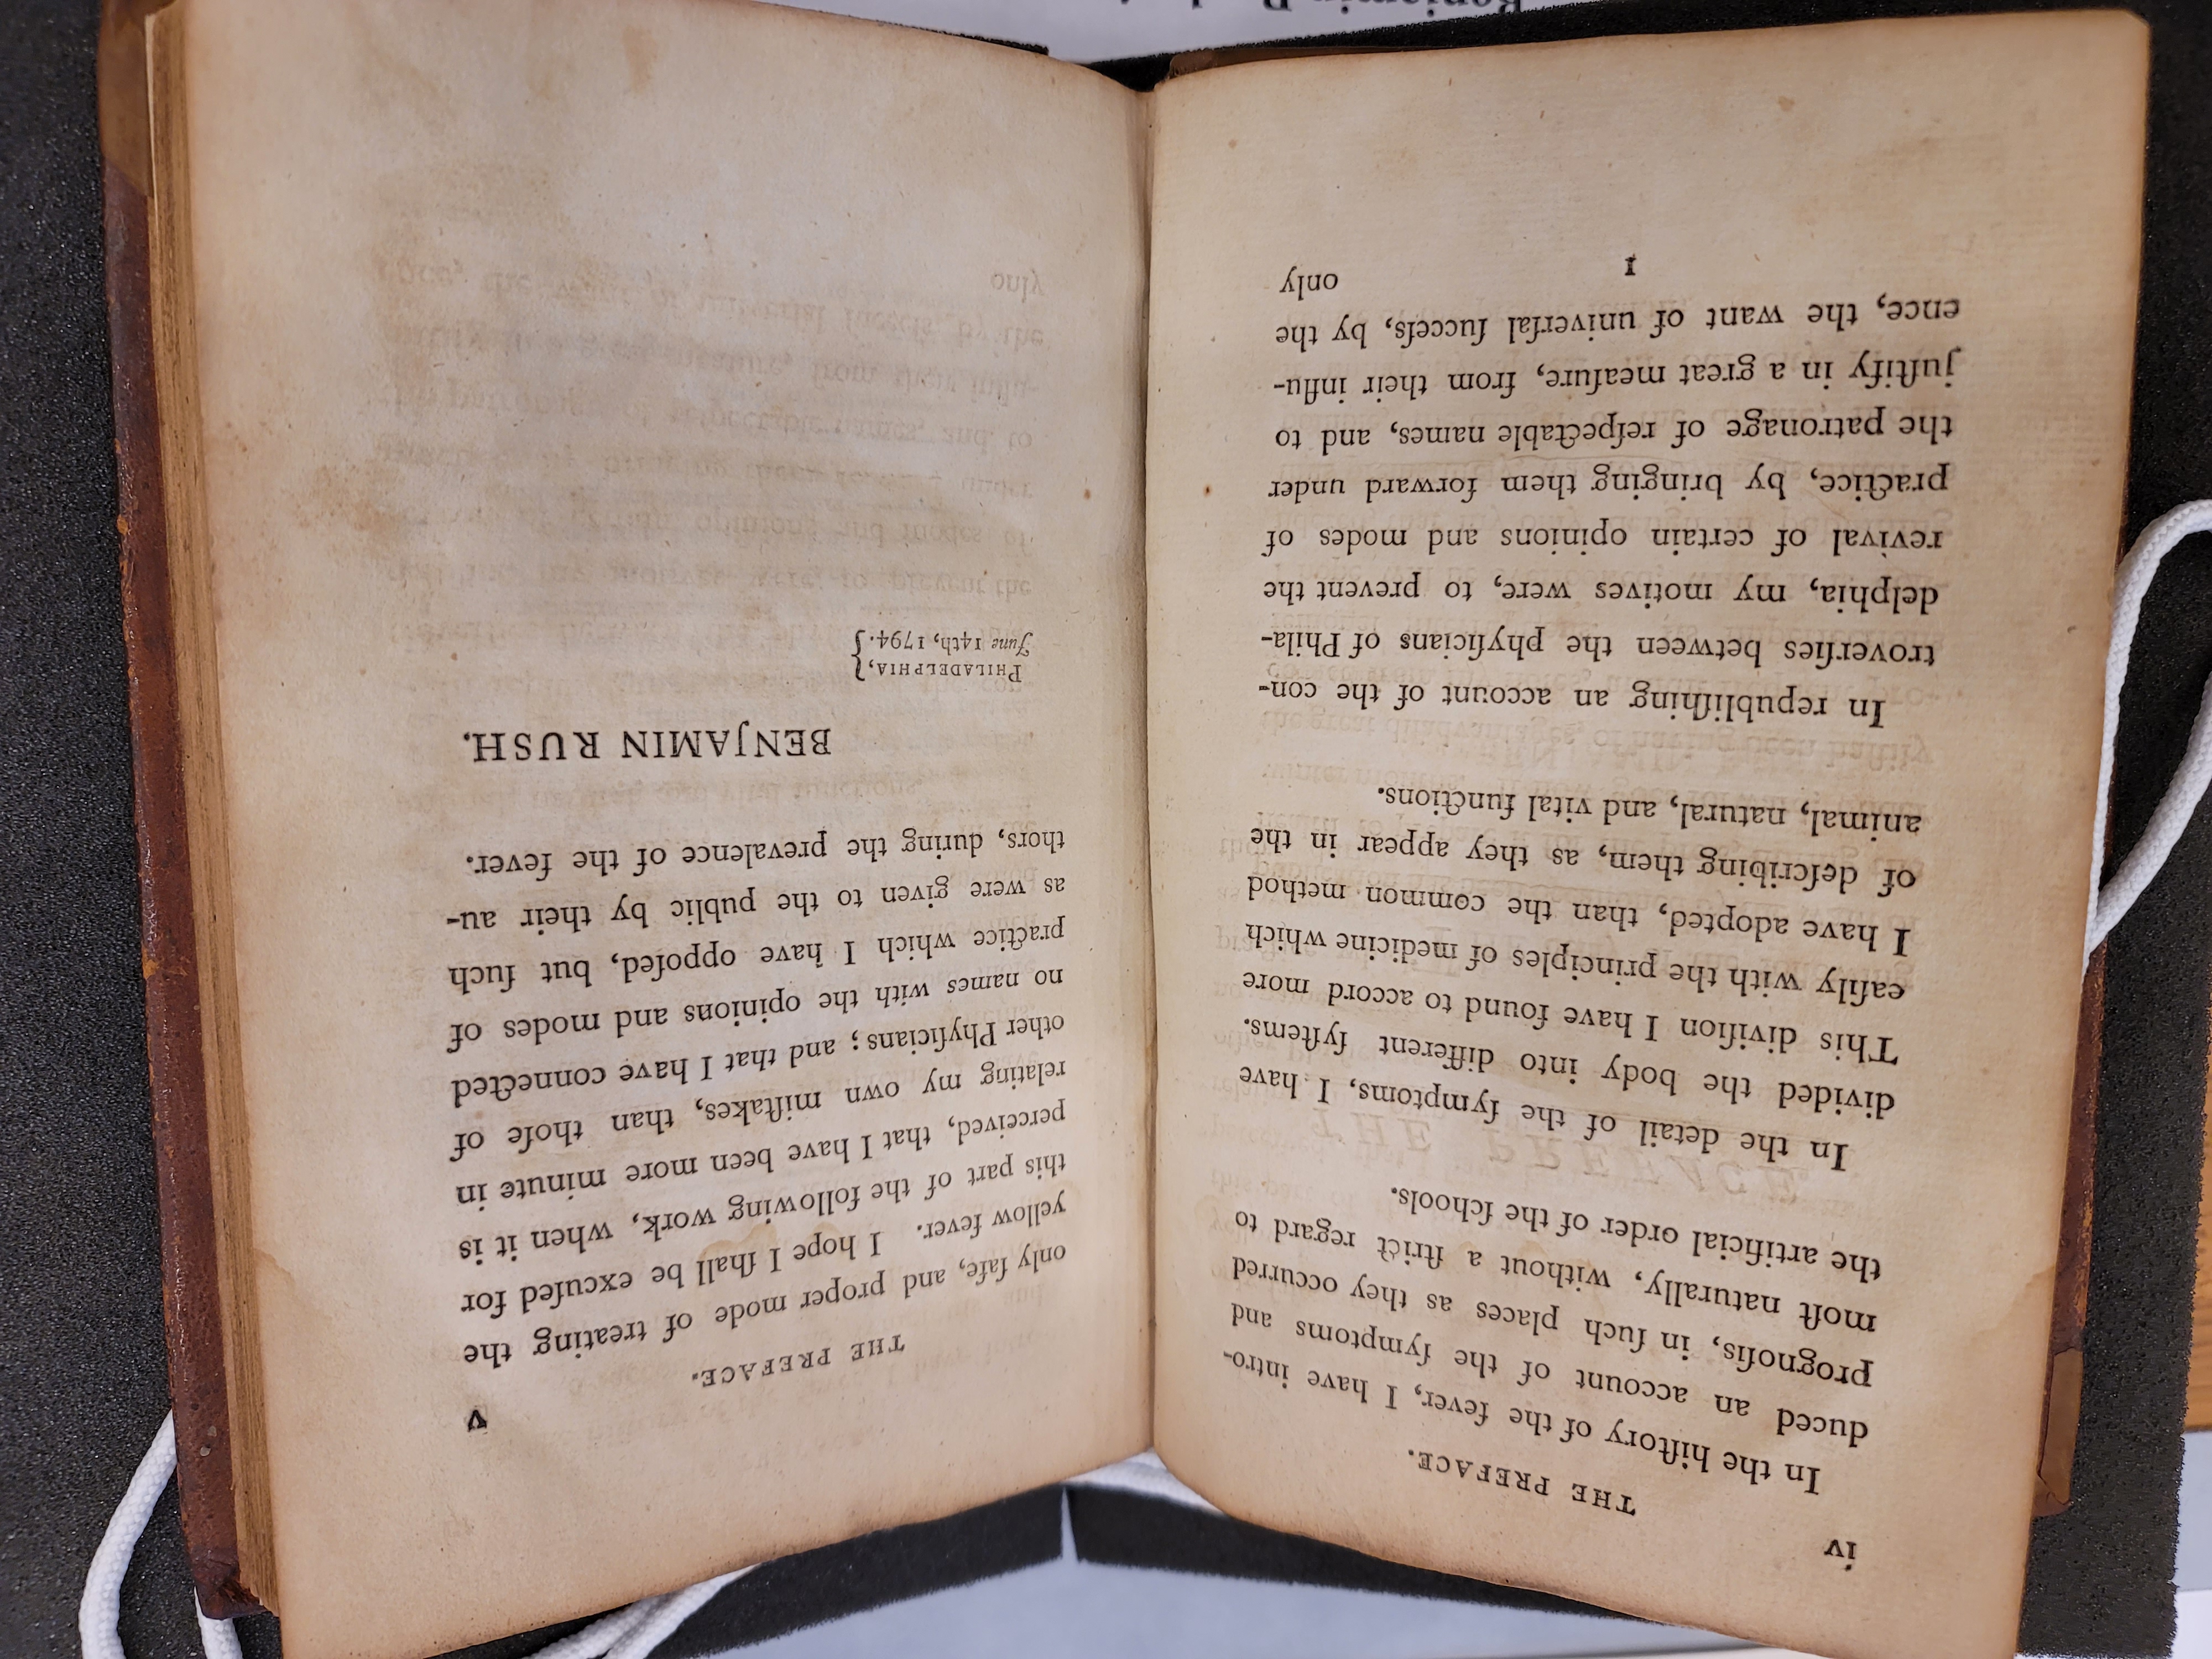 iv
THE PREFACE.
In the hiſtory of the fever, I have intro-
duced an account of the ſymptoms and
prognoſis, in ſuch places as they occurred
moſt naturally, without a ſtrict regard to
the artificial order of the ſchools.
In the detail of the ſymptoms, I have
divided the body into different ſyſtems.
This diviſion I have found to accord more
eaſily with the principles of medicine which
I have adopted, than the common method
of deſcribing them, as they appear in the
animal, natural, and vital functions.
In republiſhing an account of the con-
troverſies between the phyſicians of Phila-
delphia, my motives were, to prevent the
revival of certain opinions and modes of
practice, by bringing them forward under
the patronage of reſpectable names, and to
juſtify in a great meaſure, from their influ-
ence, the want of univerſal ſucceſs, by the
only
1
v
THE PREFACE.
only ſafe, and proper mode of treating the
yellow fever. I hope I ſhall be excuſed for
this part of the following work, when it is
perceived, that I have been more minute in
relating my own miſtakes, than thoſe of
other Phyſicians; and that I have connected
no names with the opinions and modes of
practice which I have oppoſed, but ſuch
as were given to the public by their au-
thors, during the prevalence of the fever.
BENJAMIN RUSH.
PHILADELPHIA,
June 14th, 1794.